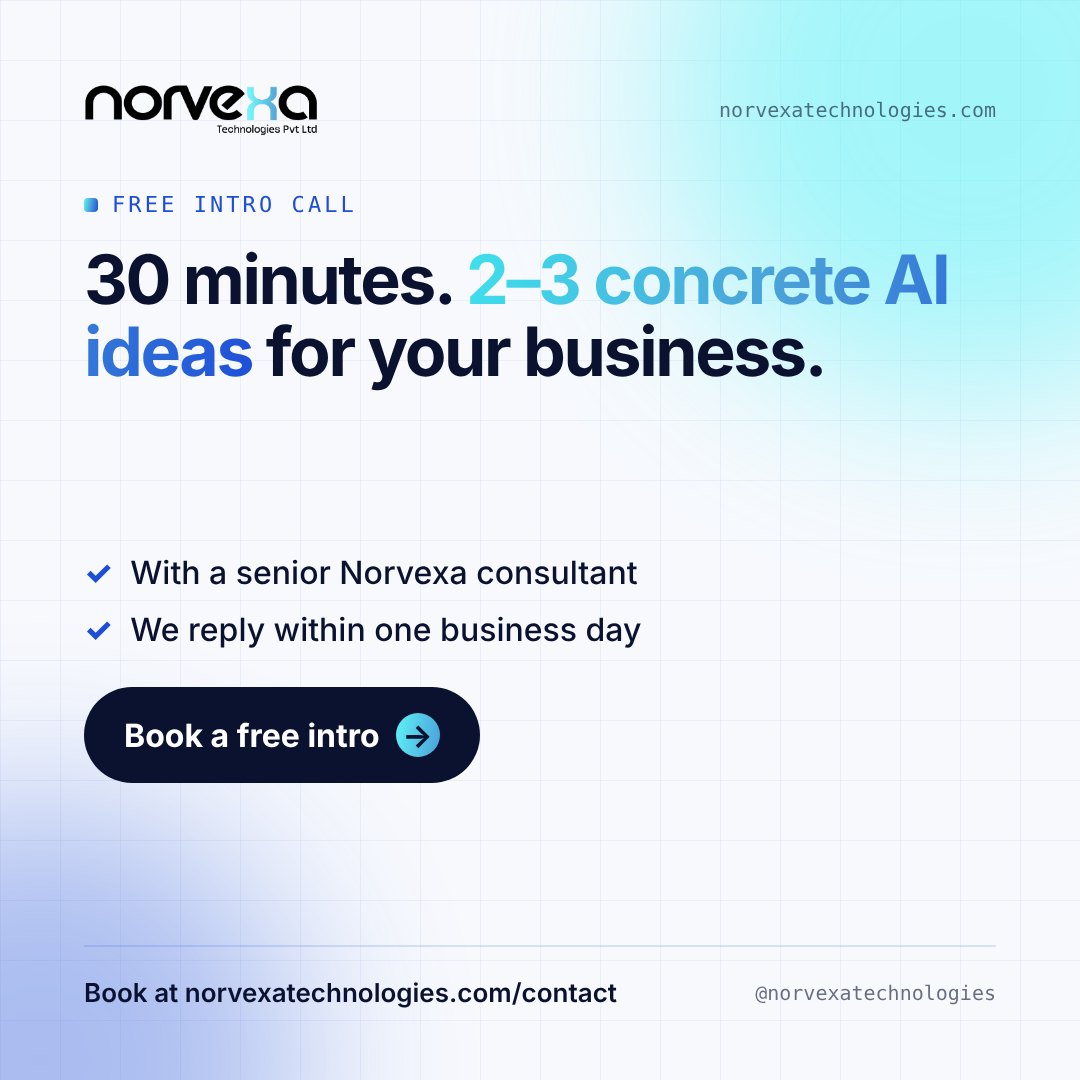 norvexa
Technologies Pvt Ltd
norvexatechnologies.com
FREE INTRO CALL
30 minutes. 2–3 concrete AI
ideas for your business.
With a senior Norvexa consultant
We reply within one business day
Book a free intro
Book at norvexatechnologies.com/contact
@norvexatechnologies